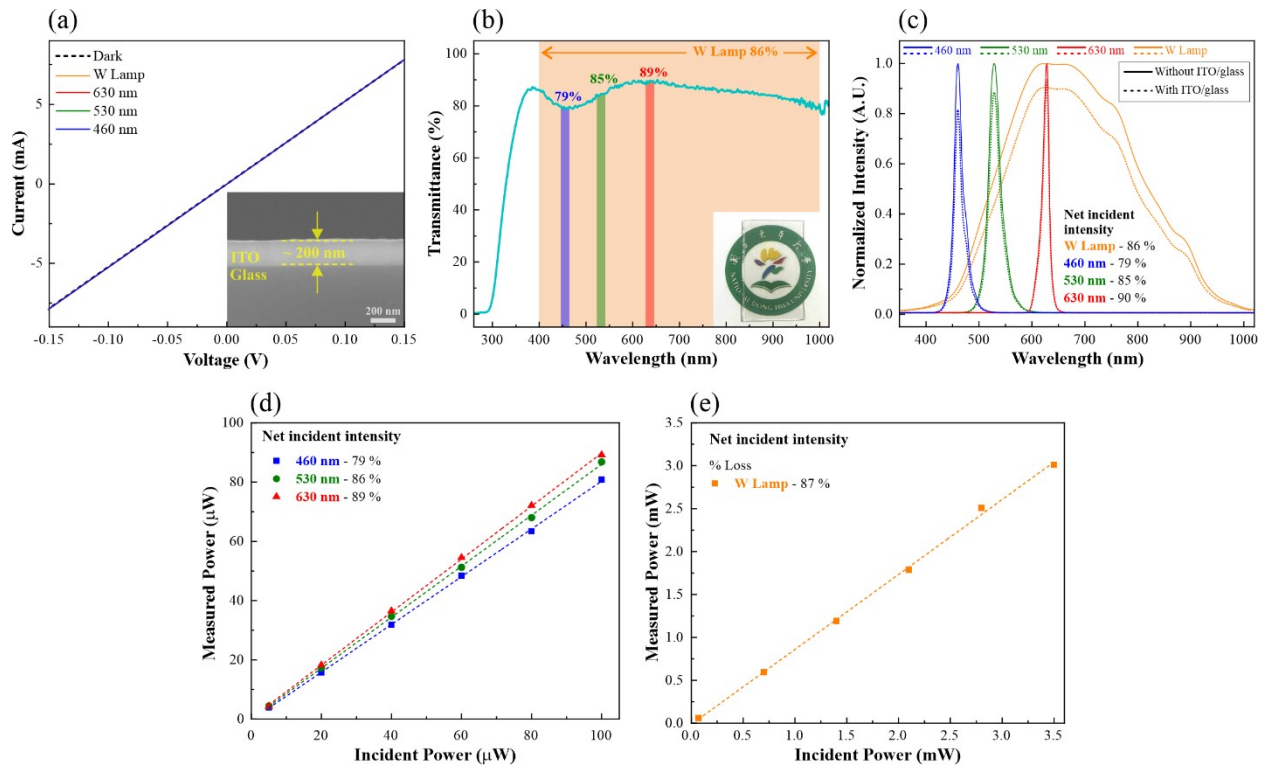 (a)
Dark
W Lamp
630 nm
530 nm
460 nm
Current (mA)
5
0
-5
-0.15
-0.10
-0.05
0.00
0.05
0.10
0.15
Voltage (V)
ITO
Glass
~ 200 nm
200 nm
(b)
W Lamp 86%
79%
85%
89%
Transmittance (%)
100
80
60
40
20
0
300
400
500
600
700
800
900
1000
Wavelength (nm)
NATIONAL DONG HWA UNIVERSITY
(c)
460 nm
530 nm
630 nm
W Lamp
Without ITO/glass
With ITO/glass
Normalized Intensity (A.U.)
1.0
0.8
0.6
0.4
0.2
0.0
Net incident
intensity
W Lamp - 86 %
460 nm - 79 %
530 nm - 85 %
630 nm - 90 %
400
500
600
700
800
900
1000
Wavelength (nm)
(d)
Net incident intensity
460 nm - 79 %
530 nm - 86 %
630 nm - 89 %
Measured Power (μW)
100
80
60
40
20
0
20
40
60
80
100
Incident Power (μW)
(e)
Net incident intensity
% Loss
W Lamp - 87 %
Measured Power (mW)
3.5
3.0
2.5
2.0
1.5
1.0
0.5
0.0
0.0
0.5
1.0
1.5
2.0
2.5
3.0
3.5
Incident Power (mW)